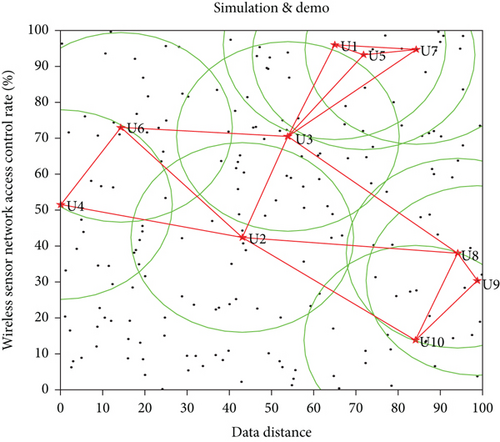 Simulation & demo
Wireless sensor network access control rate (%)
100
90
80
70
60
50
40
30
20
10
0
U1
U5
U7
U6
U3
U4
U2
U8
U9
U10
0 10 20 30 40 50 60 70 80 90 100
Data distance